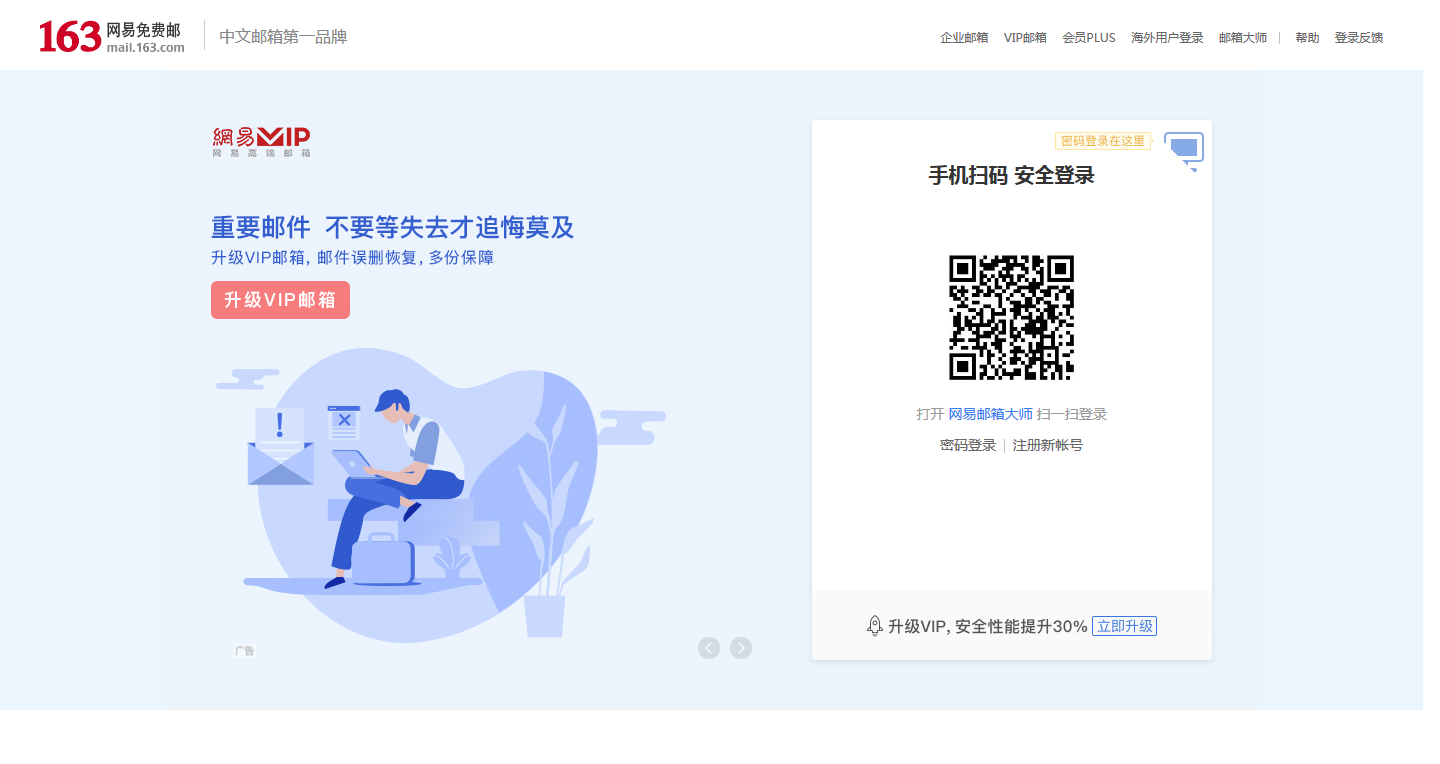 163 网易免费邮 mail.163.com 中文邮箱第一品牌
企业邮箱 VIP邮箱 会员PLUS 海外用户登录 邮箱大师 | 帮助 登录反馈
網易VIP
网易高端邮箱
重要邮件 不要等失去才追悔莫及
升级VIP邮箱, 邮件误删恢复, 多份保障
升级VIP邮箱
广告
密码登录在这里
手机扫码 安全登录
打开 网易邮箱大师 扫一扫登录
密码登录 | 注册新帐号
升级VIP, 安全性能提升30% 立即升级